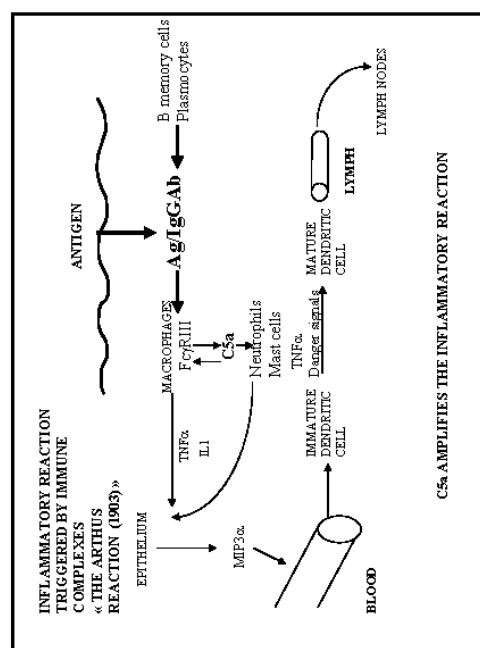 INFLAMMATORY REACTION
TRIGGERED BY IMMUNE
COMPLEXES
« THE ARTHUS
REACTION (1903) »
ANTIGEN
B memory cells
Plasmocytes
Ag/IgGAb
MACROPHAGES
FcγRIII
C5a
Neutrophils
Mast cells
TNFα
IL1
EPITHELIUM
MIP3α
BLOOD
IMMATURE
DENDRITIC
CELL
TNFα
Danger signals
MATURE
DENDRITIC
CELL
LYMPH
LYMPH NODES
C5a AMPLIFIES THE INFLAMMATORY REACTION